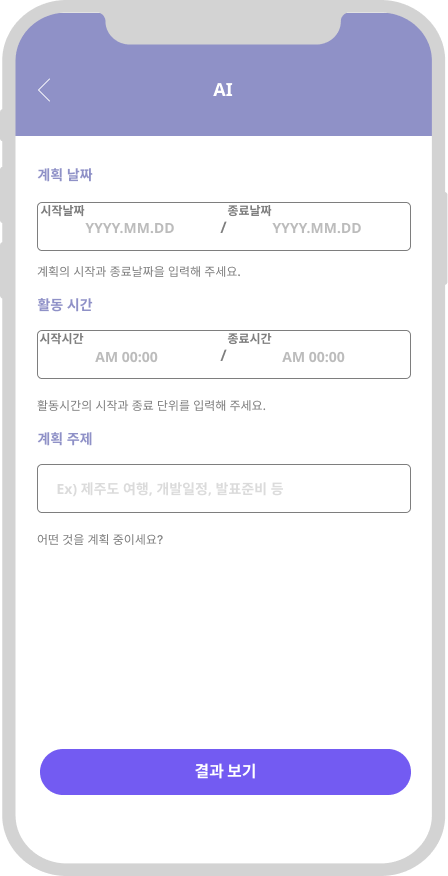 AI
계획 날짜
시작날짜 종료날짜
YYYY.MM.DD / YYYY.MM.DD
계획의 시작과 종료날짜을 입력해 주세요.
활동 시간
시작시간 종료시간
AM 00:00 / AM 00:00
활동시간의 시작과 종료 단위를 입력해 주세요.
계획 주제
Ex) 제주도 여행, 개발일정, 발표준비 등
어떤 것을 계획 중이세요?
결과 보기